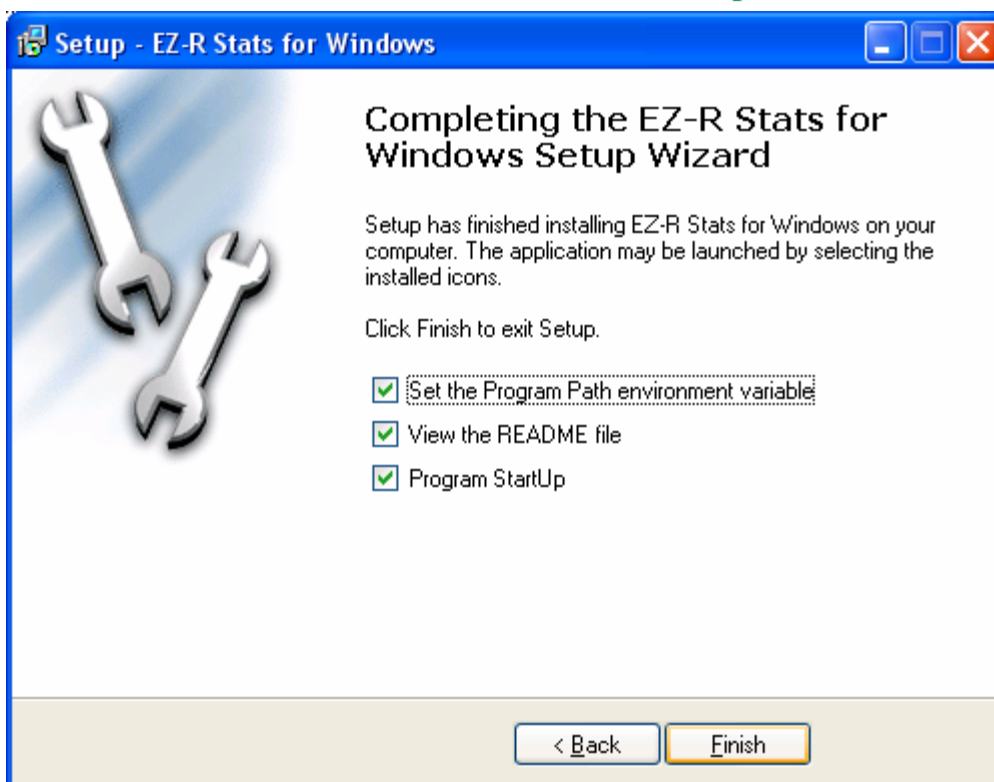 Setup - EZ-R Stats for Windows
Completing the EZ-R Stats for
Windows Setup Wizard
Setup has finished installing EZ-R Stats for Windows on your
computer. The application may be launched by selecting the
installed icons.
Click Finish to exit Setup.
Set the Program Path environment variable
View the README file
Program StartUp
< Back
Finish